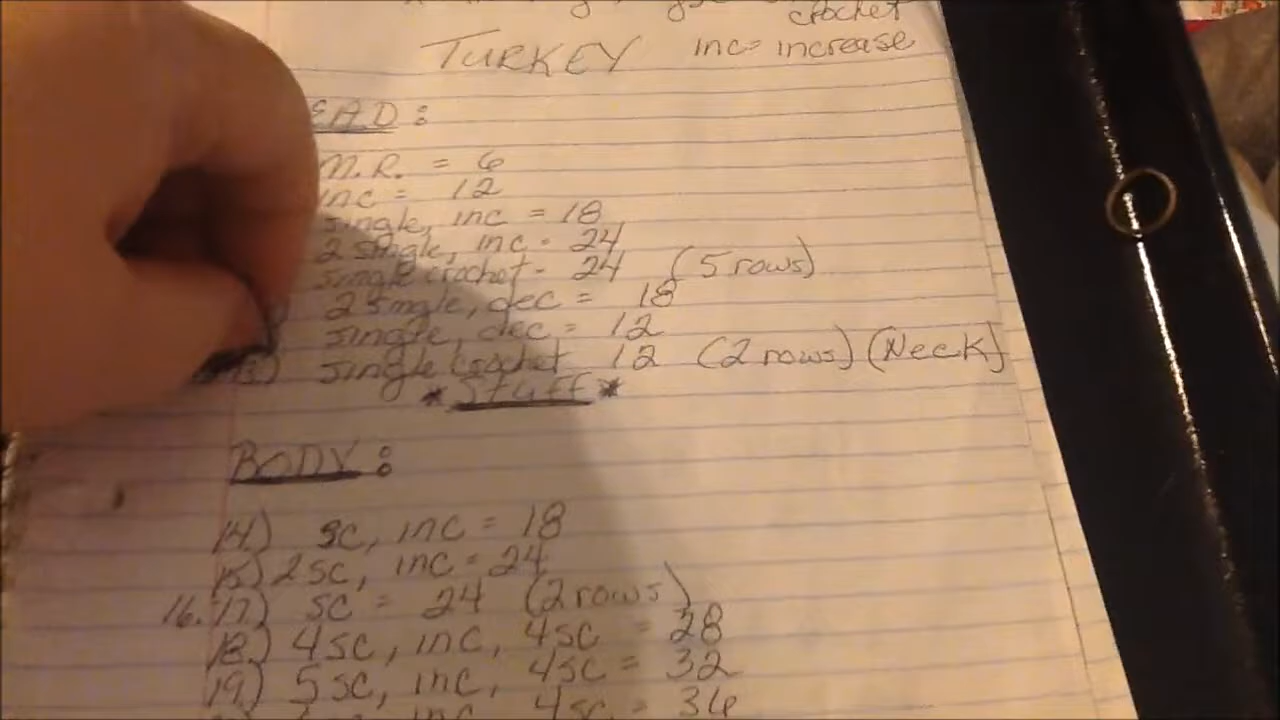 crochet
TURKEY inc= increase
EAD:
M.R. = 6
inc = 12
single, inc = 18
2 single, inc - 24
single crochet - 24 (5 rows)
2 single, dec = 18
single, dec = 12
13) single crochet 12 (2 rows) (Neck)
* Stuff *
BODY:
14.) sc, inc = 18
15.) 2sc, inc - 24
16. 17.) sc = 24 (2 rows)
18.) 4sc, inc, 4sc = 28
19.) 5sc, inc, 4sc = 32
inc, 4sc = 36